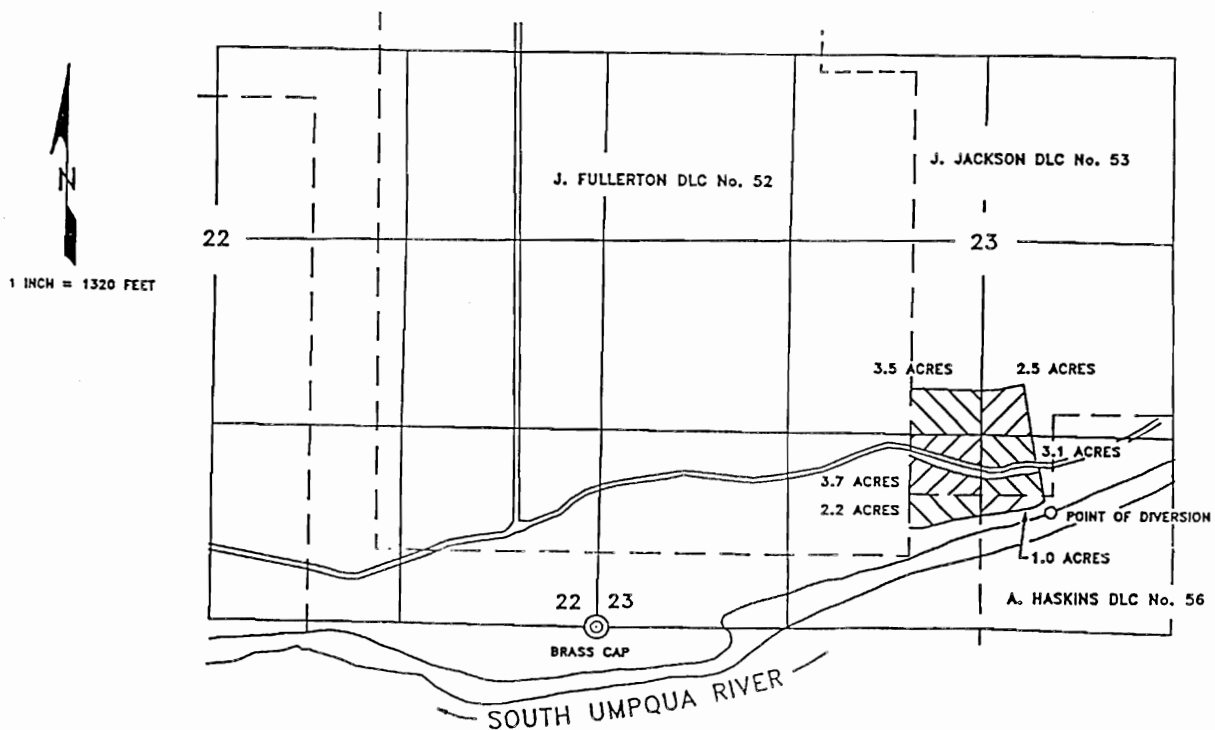 N
1 INCH = 1320 FEET
J. FULLERTON DLC No. 52
J. JACKSON DLC No. 53
22
23
3.5 ACRES
2.5 ACRES
3.1 ACRES
3.7 ACRES
2.2 ACRES
POINT OF DIVERSION
1.0 ACRES
A. HASKINS DLC No. 56
22 23
BRASS CAP
SOUTH UMPQUA RIVER